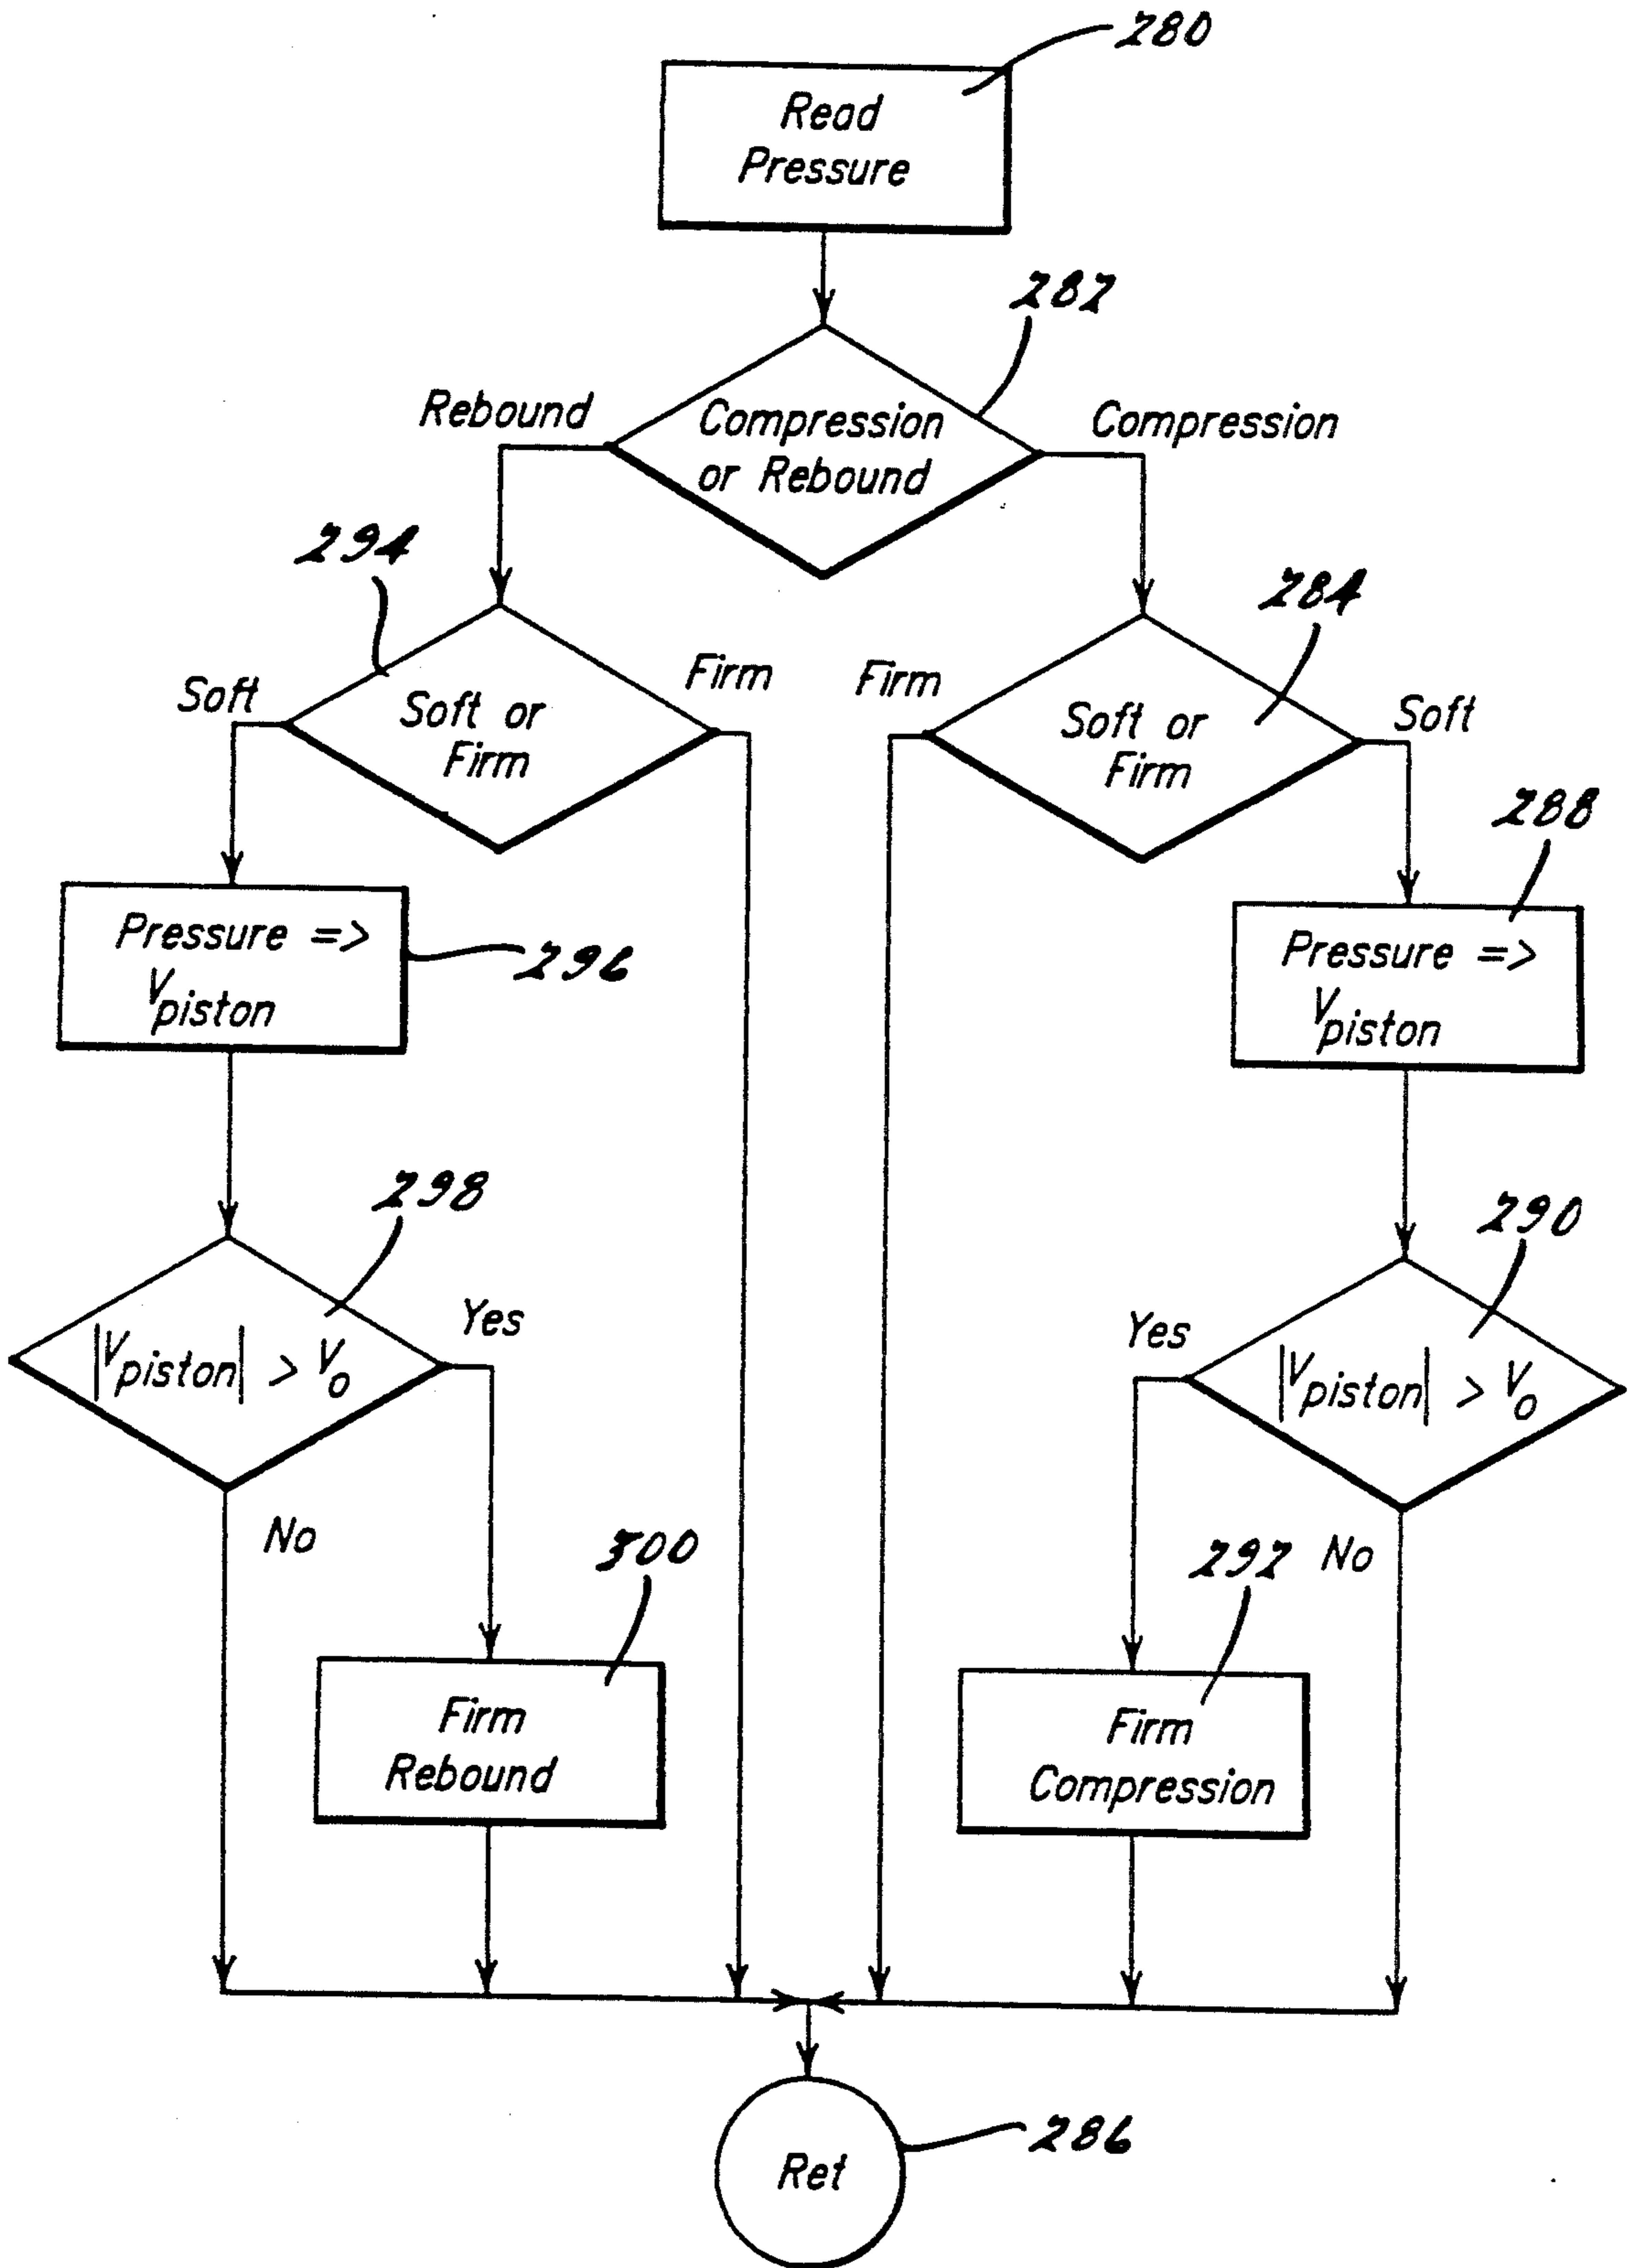 280
Read
Pressure
282
Rebound
Compression
or Rebound
Compression
294
284
Soft
Soft or
Firm
Firm
Firm
Soft or
Firm
Soft
288
Pressure =>
Vpiston
296
Pressure =>
Vpiston
298
290
|Vpiston| > Vo
Yes
Yes
|Vpiston| > Vo
No
300
292
No
Firm
Rebound
Firm
Compression
Ret
286